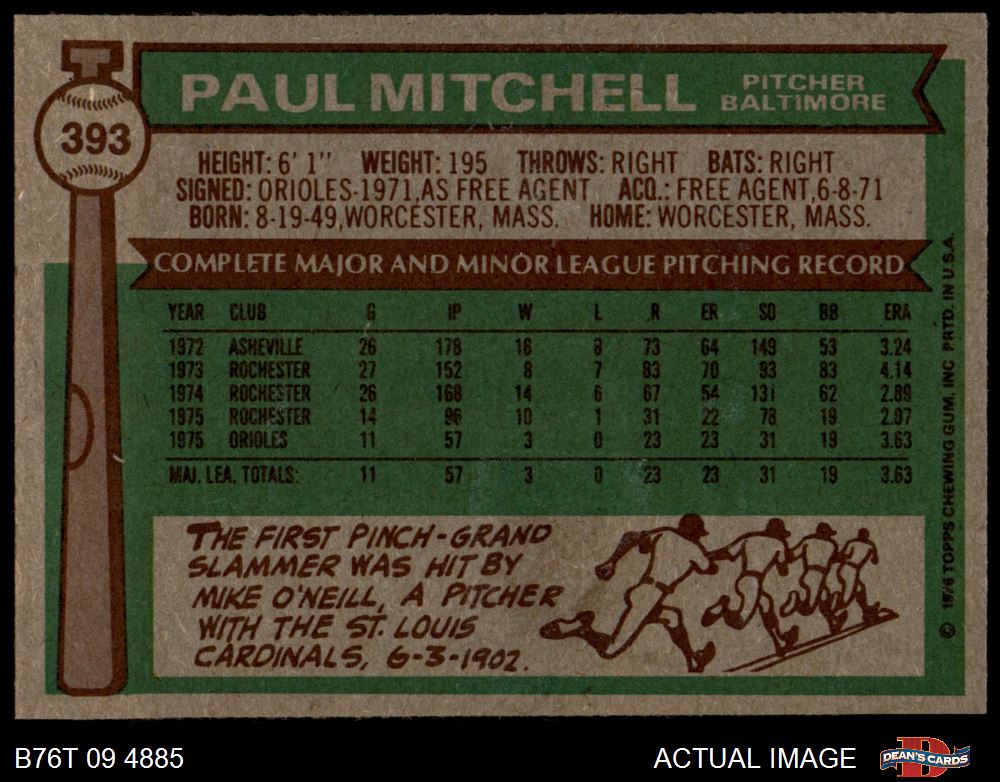 PAUL MITCHELL
PITCHER
BALTIMORE
393
HEIGHT: 6' 1" WEIGHT: 195 THROWS: RIGHT BATS: RIGHT
SIGNED: ORIOLES-1971, AS FREE AGENT ACQ.: FREE AGENT, 6-8-71
BORN: 8-19-49, WORCESTER, MASS. HOME: WORCESTER, MASS.
COMPLETE MAJOR AND MINOR LEAGUE PITCHING RECORD
YEAR CLUB G IP W L R ER SO BB ERA
1972 ASHEVILLE 26 178 16 8 73 64 149 53 3.24
1973 ROCHESTER 27 152 8 7 83 70 93 83 4.14
1974 ROCHESTER 26 168 14 6 67 54 131 62 2.89
1975 ROCHESTER 14 96 10 1 31 22 78 19 2.07
1975 ORIOLES 11 57 3 0 23 23 31 19 3.63
MAJ. LEA. TOTALS: 11 57 3 0 23 23 31 19 3.63
THE FIRST PINCH-GRAND
SLAMMER WAS HIT BY
MIKE O'NEILL, A PITCHER
WITH THE ST. LOUIS
CARDINALS, 6-3-1902.
© 1976 TOPPS CHEWING GUM, INC PRTD. IN U.S.A.
B76T 09 4885
ACTUAL IMAGE
D
DEAN'S CARDS